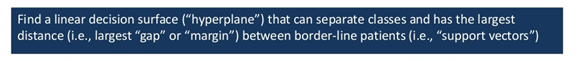 Find a linear decision surface (“hyperplane”) that can separate classes and has the largest
distance (i.e., largest “gap” or “margin”) between border-line patients (i.e., “support vectors”)